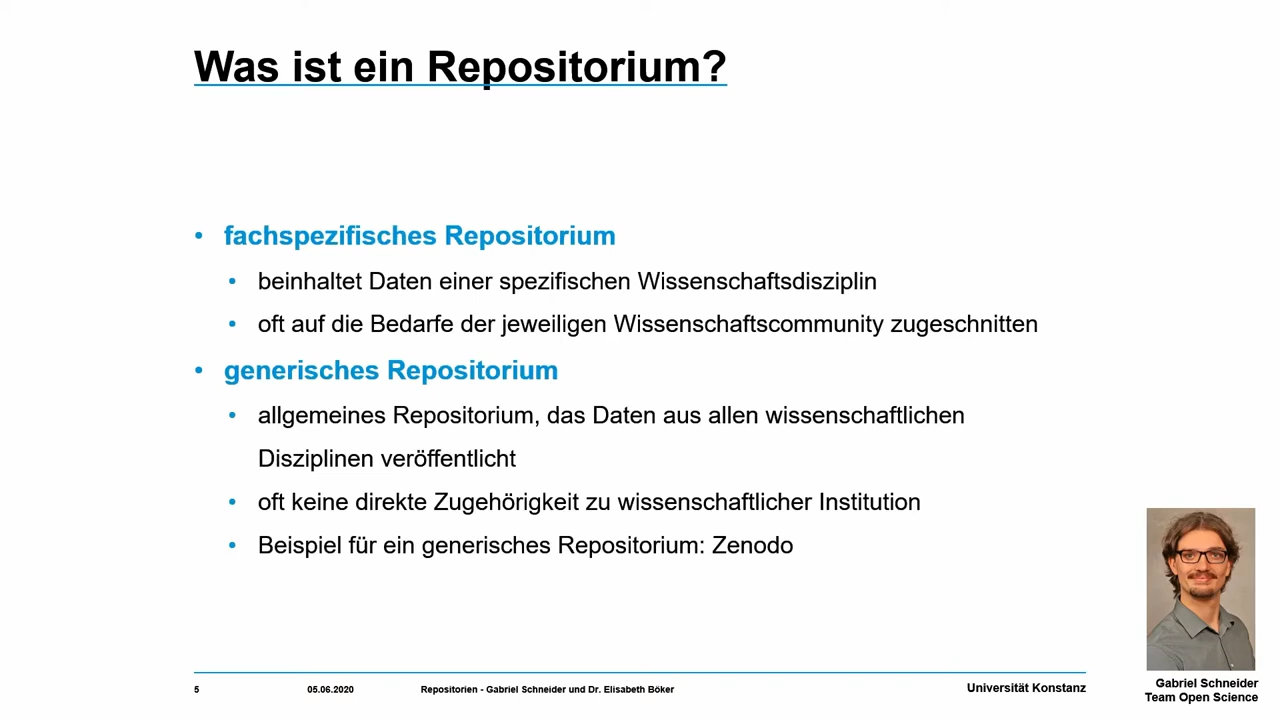 Was ist ein Repositorium?
• fachspezifisches Repositorium
• beinhaltet Daten einer spezifischen Wissenschaftsdisziplin
• oft auf die Bedarfe der jeweiligen Wissenschaftscommunity zugeschnitten
• generisches Repositorium
• allgemeines Repositorium, das Daten aus allen wissenschaftlichen
Disziplinen veröffentlicht
• oft keine direkte Zugehörigkeit zu wissenschaftlicher Institution
• Beispiel für ein generisches Repositorium: Zenodo
5 05.06.2020 Repositorien - Gabriel Schneider und Dr. Elisabeth Böker Universität Konstanz
Gabriel Schneider
Team Open Science